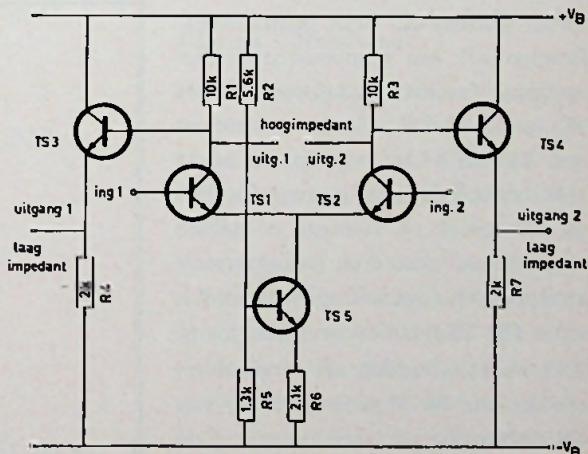 +VB
10k
R1
5.6k
R2
10k
R3
hoogimpedant
uitg.1 uitg.2
TS3
TS4
ing 1
TS1
TS2
ing.2
uitgang 1
laag
impedant
2k
R4
uitgang 2
laag
impedant
2k
R7
TS5
1.3k
R5
2.1k
R6
-VB